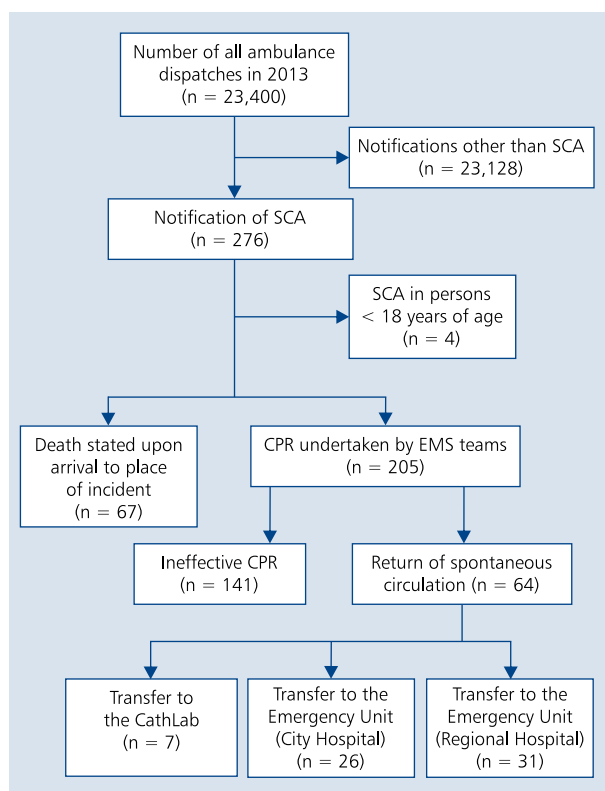 Number of all ambulance
dispatches in 2013
(n = 23,400)
Notifications other than SCA
(n = 23,128)
Notification of SCA
(n = 276)
SCA in persons
< 18 years of age
(n = 4)
Death stated upon
arrival to place
of incident
(n = 67)
CPR undertaken by EMS teams
(n = 205)
Ineffective CPR
(n = 141)
Return of spontaneous
circulation (n = 64)
Transfer to
the CathLab
(n = 7)
Transfer to the
Emergency Unit
(City Hospital)
(n = 26)
Transfer to the
Emergency Unit
(Regional Hospital)
(n = 31)